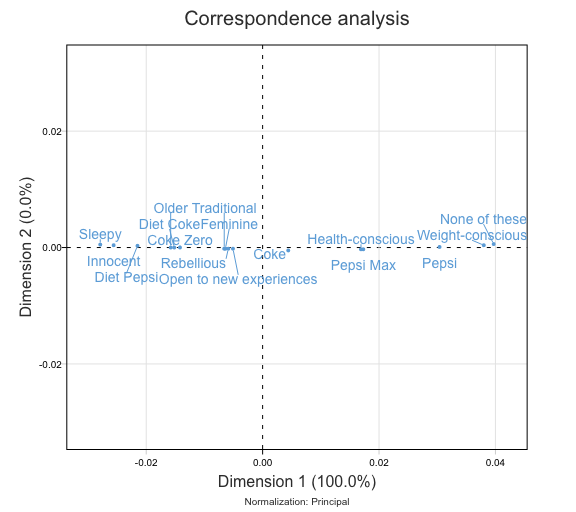 Correspondence analysis
Dimension 2 (0.0%)
0.02
0.00
-0.02
Older Traditional
Diet Coke Feminine
Sleepy
Coke Zero
None of these
Weight-conscious
Health-conscious
Innocent
Rebellious
Coke
Pepsi Max
Pepsi
Diet Pepsi
Open to new experiences
-0.02
0.00
0.02
0.04
Dimension 1 (100.0%)
Normalization: Principal